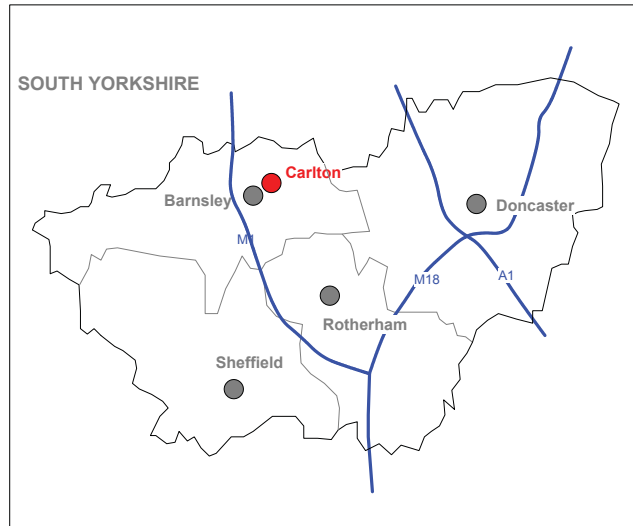 SOUTH YORKSHIRE
Carlton
Barnsley
Doncaster
M1
M18
A1
Rotherham
Sheffield